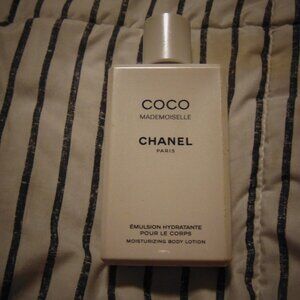 COCO
MADEMOISELLE
CHANEL
PARIS
ÉMULSION HYDRATANTE
POUR LE CORPS
MOISTURIZING BODY LOTION